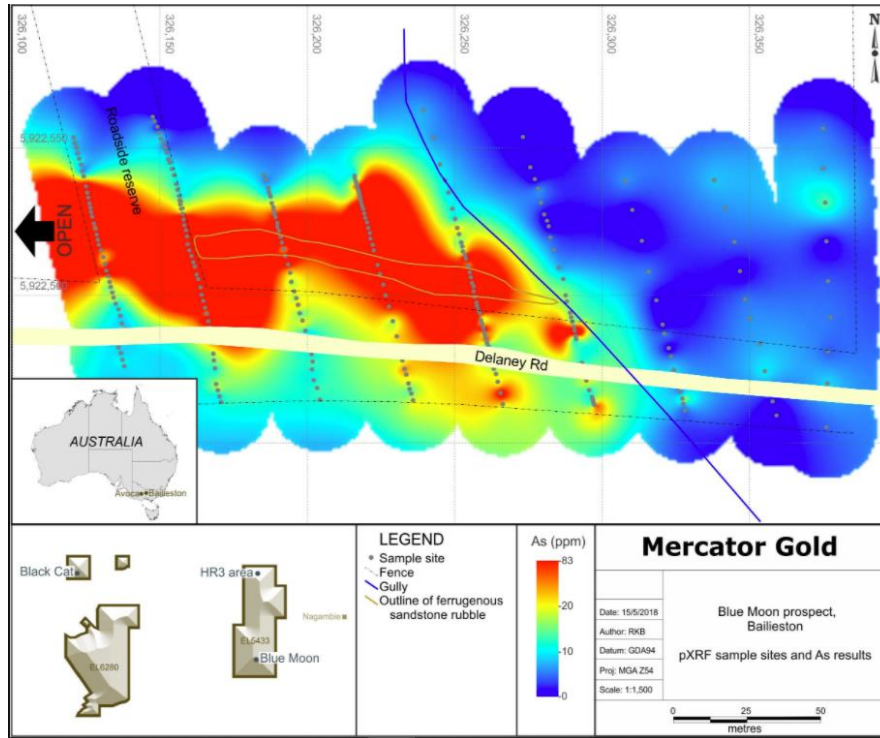 326,100
326,150
326,200
326,250
326,300
326,350
N
5,922,550
Roadside reserve
OPEN
5,922,500
Delaney Rd
AUSTRALIA
Avoca
Bailieston
Black Cat
HR3 area
Nagambie
EL5433
EL6280
Blue Moon
LEGEND
Sample site
Fence
Gully
Outline of ferrugenous
sandstone rubble
As (ppm)
83
20
10
0
Mercator Gold
Date: 15/5/2018
Author: RKB
Datum: GDA94
Proj: MGA Z54
Scale: 1:1,500
Blue Moon prospect,
Bailieston
pXRF sample sites and As results
0 25 50
metres